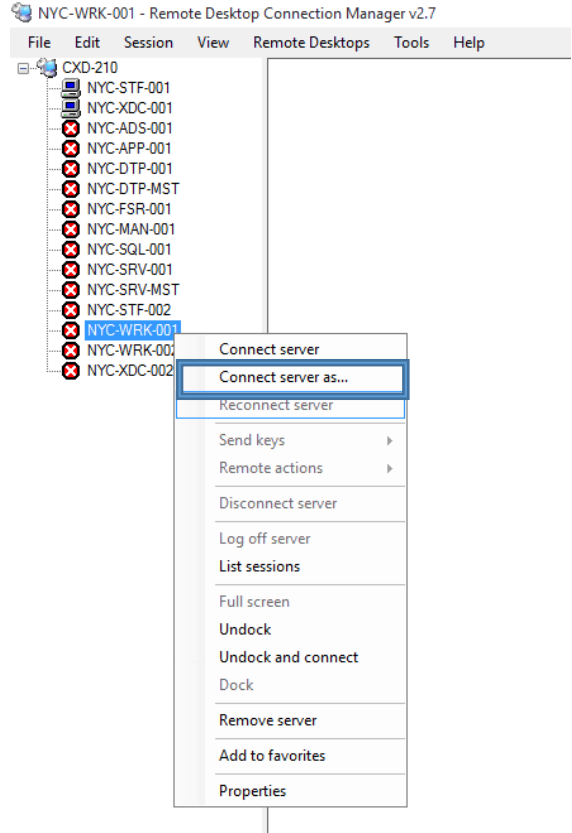 NYC-WRK-001 - Remote Desktop Connection Manager v2.7
File Edit Session View Remote Desktops Tools Help
CXD-210
NYC-STF-001
NYC-XDC-001
NYC-ADS-001
NYC-APP-001
NYC-DTP-001
NYC-DTP-MST
NYC-FSR-001
NYC-MAN-001
NYC-SQL-001
NYC-SRV-001
NYC-SRV-MST
NYC-STF-002
NYC-WRK-001
NYC-WRK-002
NYC-XDC-002
Connect server
Connect server as...
Reconnect server
Send keys
Remote actions
Disconnect server
Log off server
List sessions
Full screen
Undock
Undock and connect
Dock
Remove server
Add to favorites
Properties